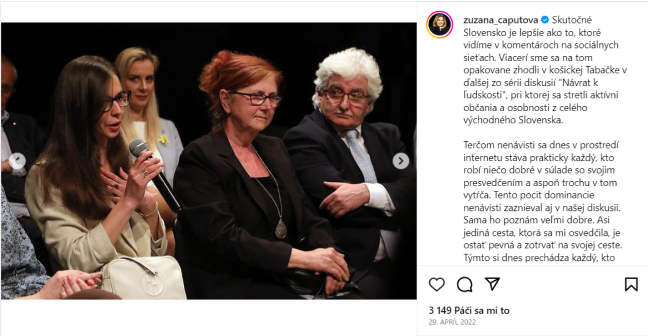 zuzana_caputova Skutočné
Slovensko je lepšie ako to, ktoré
vidíme v komentároch na sociálnych
sieťach. Viacerí sme sa na tom
opakovane zhodli v košickej Tabačke v
ďalšej zo sérií diskusií "Návrat k
ľudskosti", pri ktorej sa stretli aktívni
občania a osobnosti z celého
východného Slovenska.
Terčom nenávisti sa dnes v prostredí
internetu stáva prakticky každý, kto
robí niečo dobré v súlade so svojím
presvedčením a aspoň trochu v tom
vytŕča. Tento pocit dominancie
nenávisti zaznieval aj v našej diskusii.
Sama ho poznám veľmi dobre. Asi
jediná cesta, ktorá sa mi osvedčila, je
ostať pevná a zotrvať na svojej ceste.
Týmto si dnes prechádza každý, kto
3 149 Páči sa mi to
29. APRÍL 2022